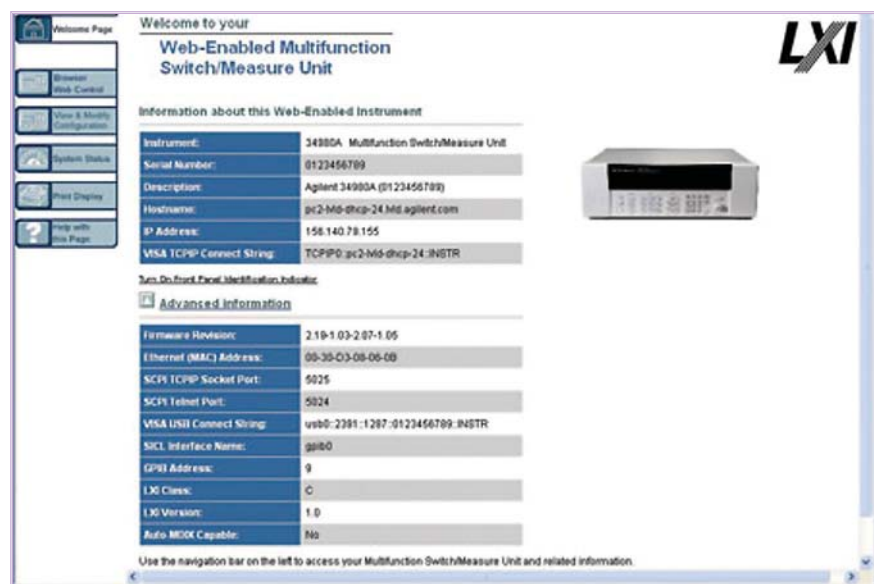 Welcome Page
Browser
Web Control
View & Modify
Configuration
System Status
Print Display
Help with
this Page
Welcome to your
Web-Enabled Multifunction
Switch/Measure Unit
LXI
Information about this Web-Enabled Instrument
Instrument: 34980A Multifunction Switch/Measure Unit
Serial Number: 0123456789
Description: Agilent 34980A (0123456789)
Hostname: pc2-lvld-dhcp-24.lvld.agilent.com
IP Address: 156.140.79.155
VISA TCPIP Connect String: TCPIP0::pc2-lvld-dhcp-24::INSTR
Turn On Front Panel Identification Indicator
Advanced information
Firmware Revision: 2.19-1.03-2.07-1.05
Ethernet (MAC) Address: 00-30-D3-08-06-0B
SCPI TCPIP Socket Port: 5025
SCPI Telnet Port: 5024
VISA USB Connect String: usb0::2391::1287::0123456789::INSTR
SICL Interface Name: gpib0
GPIB Address: 9
LXI Class: C
LXI Version: 1.0
Auto MDIX Capable: No
Use the navigation bar on the left to access your Multifunction Switch/Measure Unit and related information.